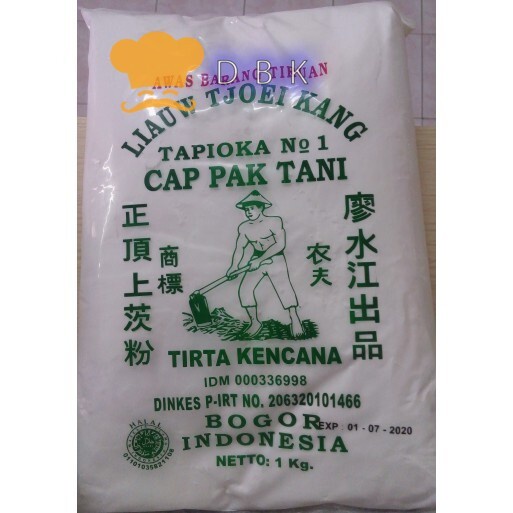 DBK
AWAS BARANG TIRUAN
LIAUW TJOEI KANG
TAPIOKA No 1
CAP PAK TANI
正頂上茨粉
商標
农夫
廖水江出品
TIRTA KENCANA
IDM 000336998
DINKES P-IRT NO. 206320101466
BOGOR
EXP : 01 - 07 - 2020
INDONESIA
HALAL
NETTO: 1 Kg.